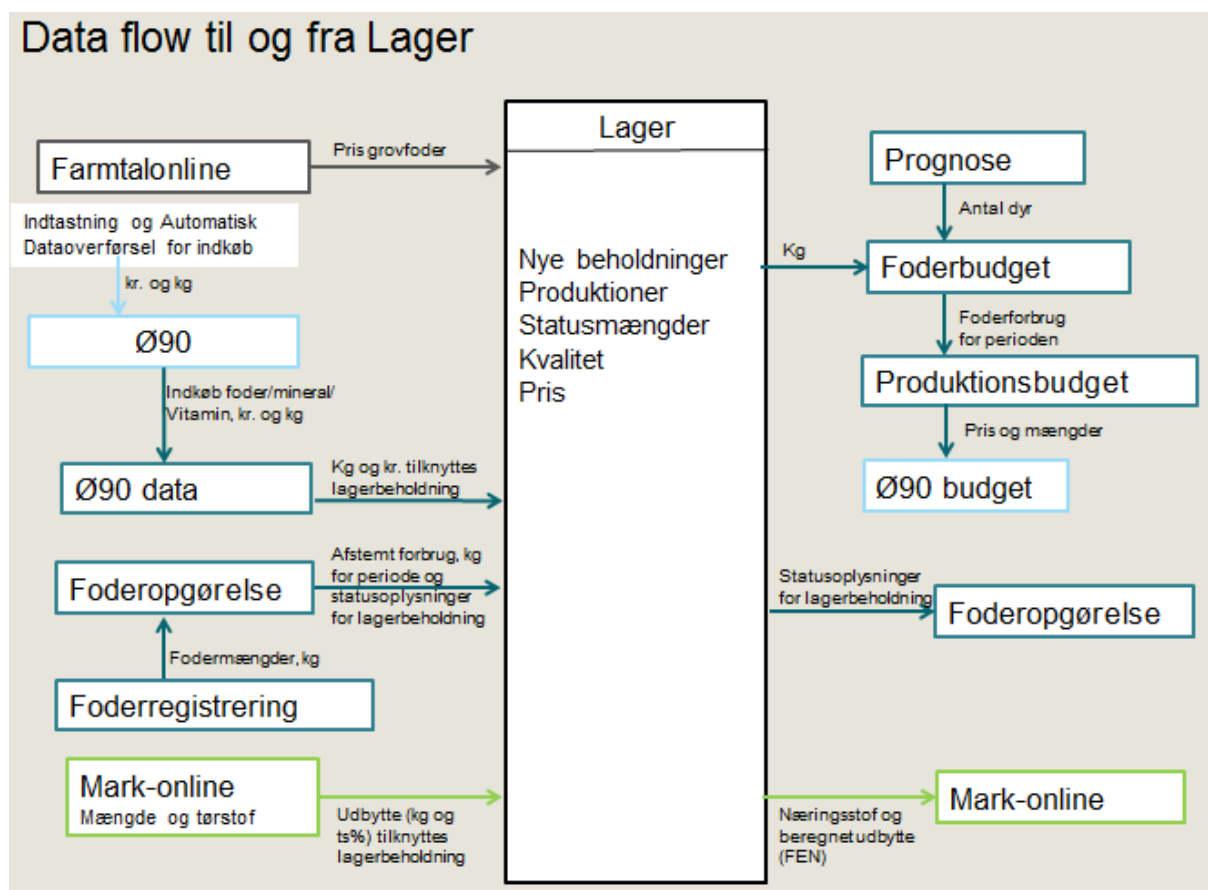 Data flow til og fra Lager
Farmtalonline
Pris grovfoder
Indtastning og Automatisk
Dataoverførsel for indkøb
kr. og kg
Ø90
Indkøb foder/mineral/
Vitamin, kr. og kg
Ø90 data
Kg og kr. tilknyttes
lagerbeholdning
Foderopgørelse
Afstemt forbrug, kg
for periode og
statusoplysninger
for lagerbeholdning
Fodermængder, kg
Foderregistrering
Mark-online
Mængde og tørstof
Udbytte (kg og
ts%) tilknyttes
lagerbeholdning
Lager
Nye beholdninger
Produktioner
Statusmængder
Kvalitet
Pris
Prognose
Antal dyr
Kg
Foderbudget
Foderforbrug
for perioden
Produktionsbudget
Pris og mængder
Ø90 budget
Statusoplysninger
for lagerbeholdning
Foderopgørelse
Næringsstof og
beregnetudbytte
(FEN)
Mark-online